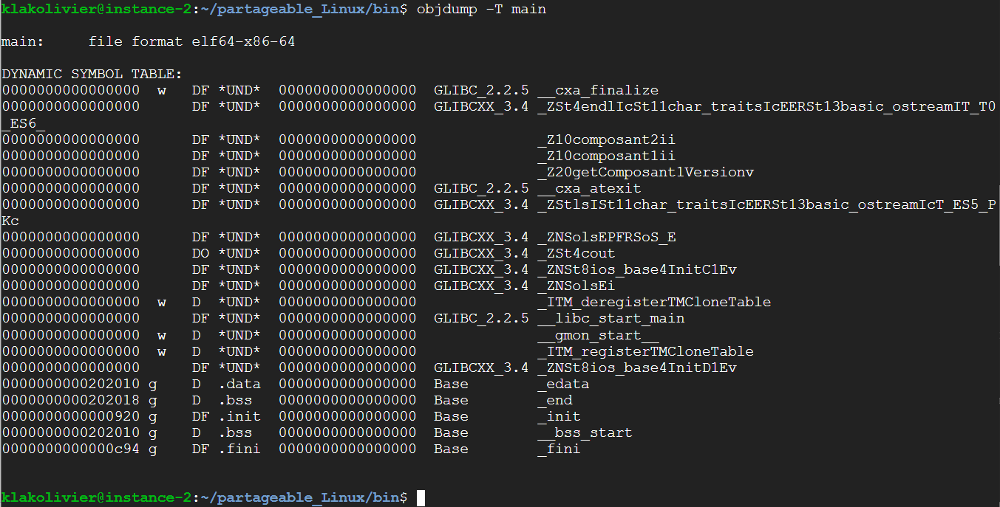 klakolivier@instance-2:~/partageable_Linux/bin$ objdump -T main
main:     file format elf64-x86-64
DYNAMIC SYMBOL TABLE:
0000000000000000  w   DF *UND*  0000000000000000  GLIBC_2.2.5 __cxa_finalize
0000000000000000      DF *UND*  0000000000000000  GLIBCXX_3.4 _ZSt4endlIcSt11char_traitsIcEERSt13basic_ostreamIT_T0
_ES6_
0000000000000000      DF *UND*  0000000000000000              _Z10composant2ii
0000000000000000      DF *UND*  0000000000000000              _Z10composant1ii
0000000000000000      DF *UND*  0000000000000000              _Z20getComposant1Versionv
0000000000000000      DF *UND*  0000000000000000  GLIBC_2.2.5 __cxa_atexit
0000000000000000      DF *UND*  0000000000000000  GLIBCXX_3.4 _ZStlsISt11char_traitsIcEERSt13basic_ostreamIcT_ES5_P
Kc
0000000000000000      DF *UND*  0000000000000000  GLIBCXX_3.4 _ZNSolsEPFRSoS_E
0000000000000000      DO *UND*  0000000000000000  GLIBCXX_3.4 _ZSt4cout
0000000000000000      DF *UND*  0000000000000000  GLIBCXX_3.4 _ZNSt8ios_base4InitC1Ev
0000000000000000      DF *UND*  0000000000000000  GLIBCXX_3.4 _ZNSolsEi
0000000000000000  w   D  *UND*  0000000000000000              _ITM_deregisterTMCloneTable
0000000000000000      DF *UND*  0000000000000000  GLIBC_2.2.5 __libc_start_main
0000000000000000  w   D  *UND*  0000000000000000              __gmon_start__
0000000000000000  w   D  *UND*  0000000000000000              _ITM_registerTMCloneTable
0000000000000000      DF *UND*  0000000000000000  GLIBCXX_3.4 _ZNSt8ios_base4InitD1Ev
0000000000202010 g    D  .data  0000000000000000  Base        _edata
0000000000202018 g    D  .bss   0000000000000000  Base        _end
0000000000000920 g    DF .init  0000000000000000  Base        _init
0000000000202010 g    D  .bss   0000000000000000  Base        __bss_start
0000000000000c94 g    DF .fini  0000000000000000  Base        _fini
klakolivier@instance-2:~/partageable_Linux/bin$